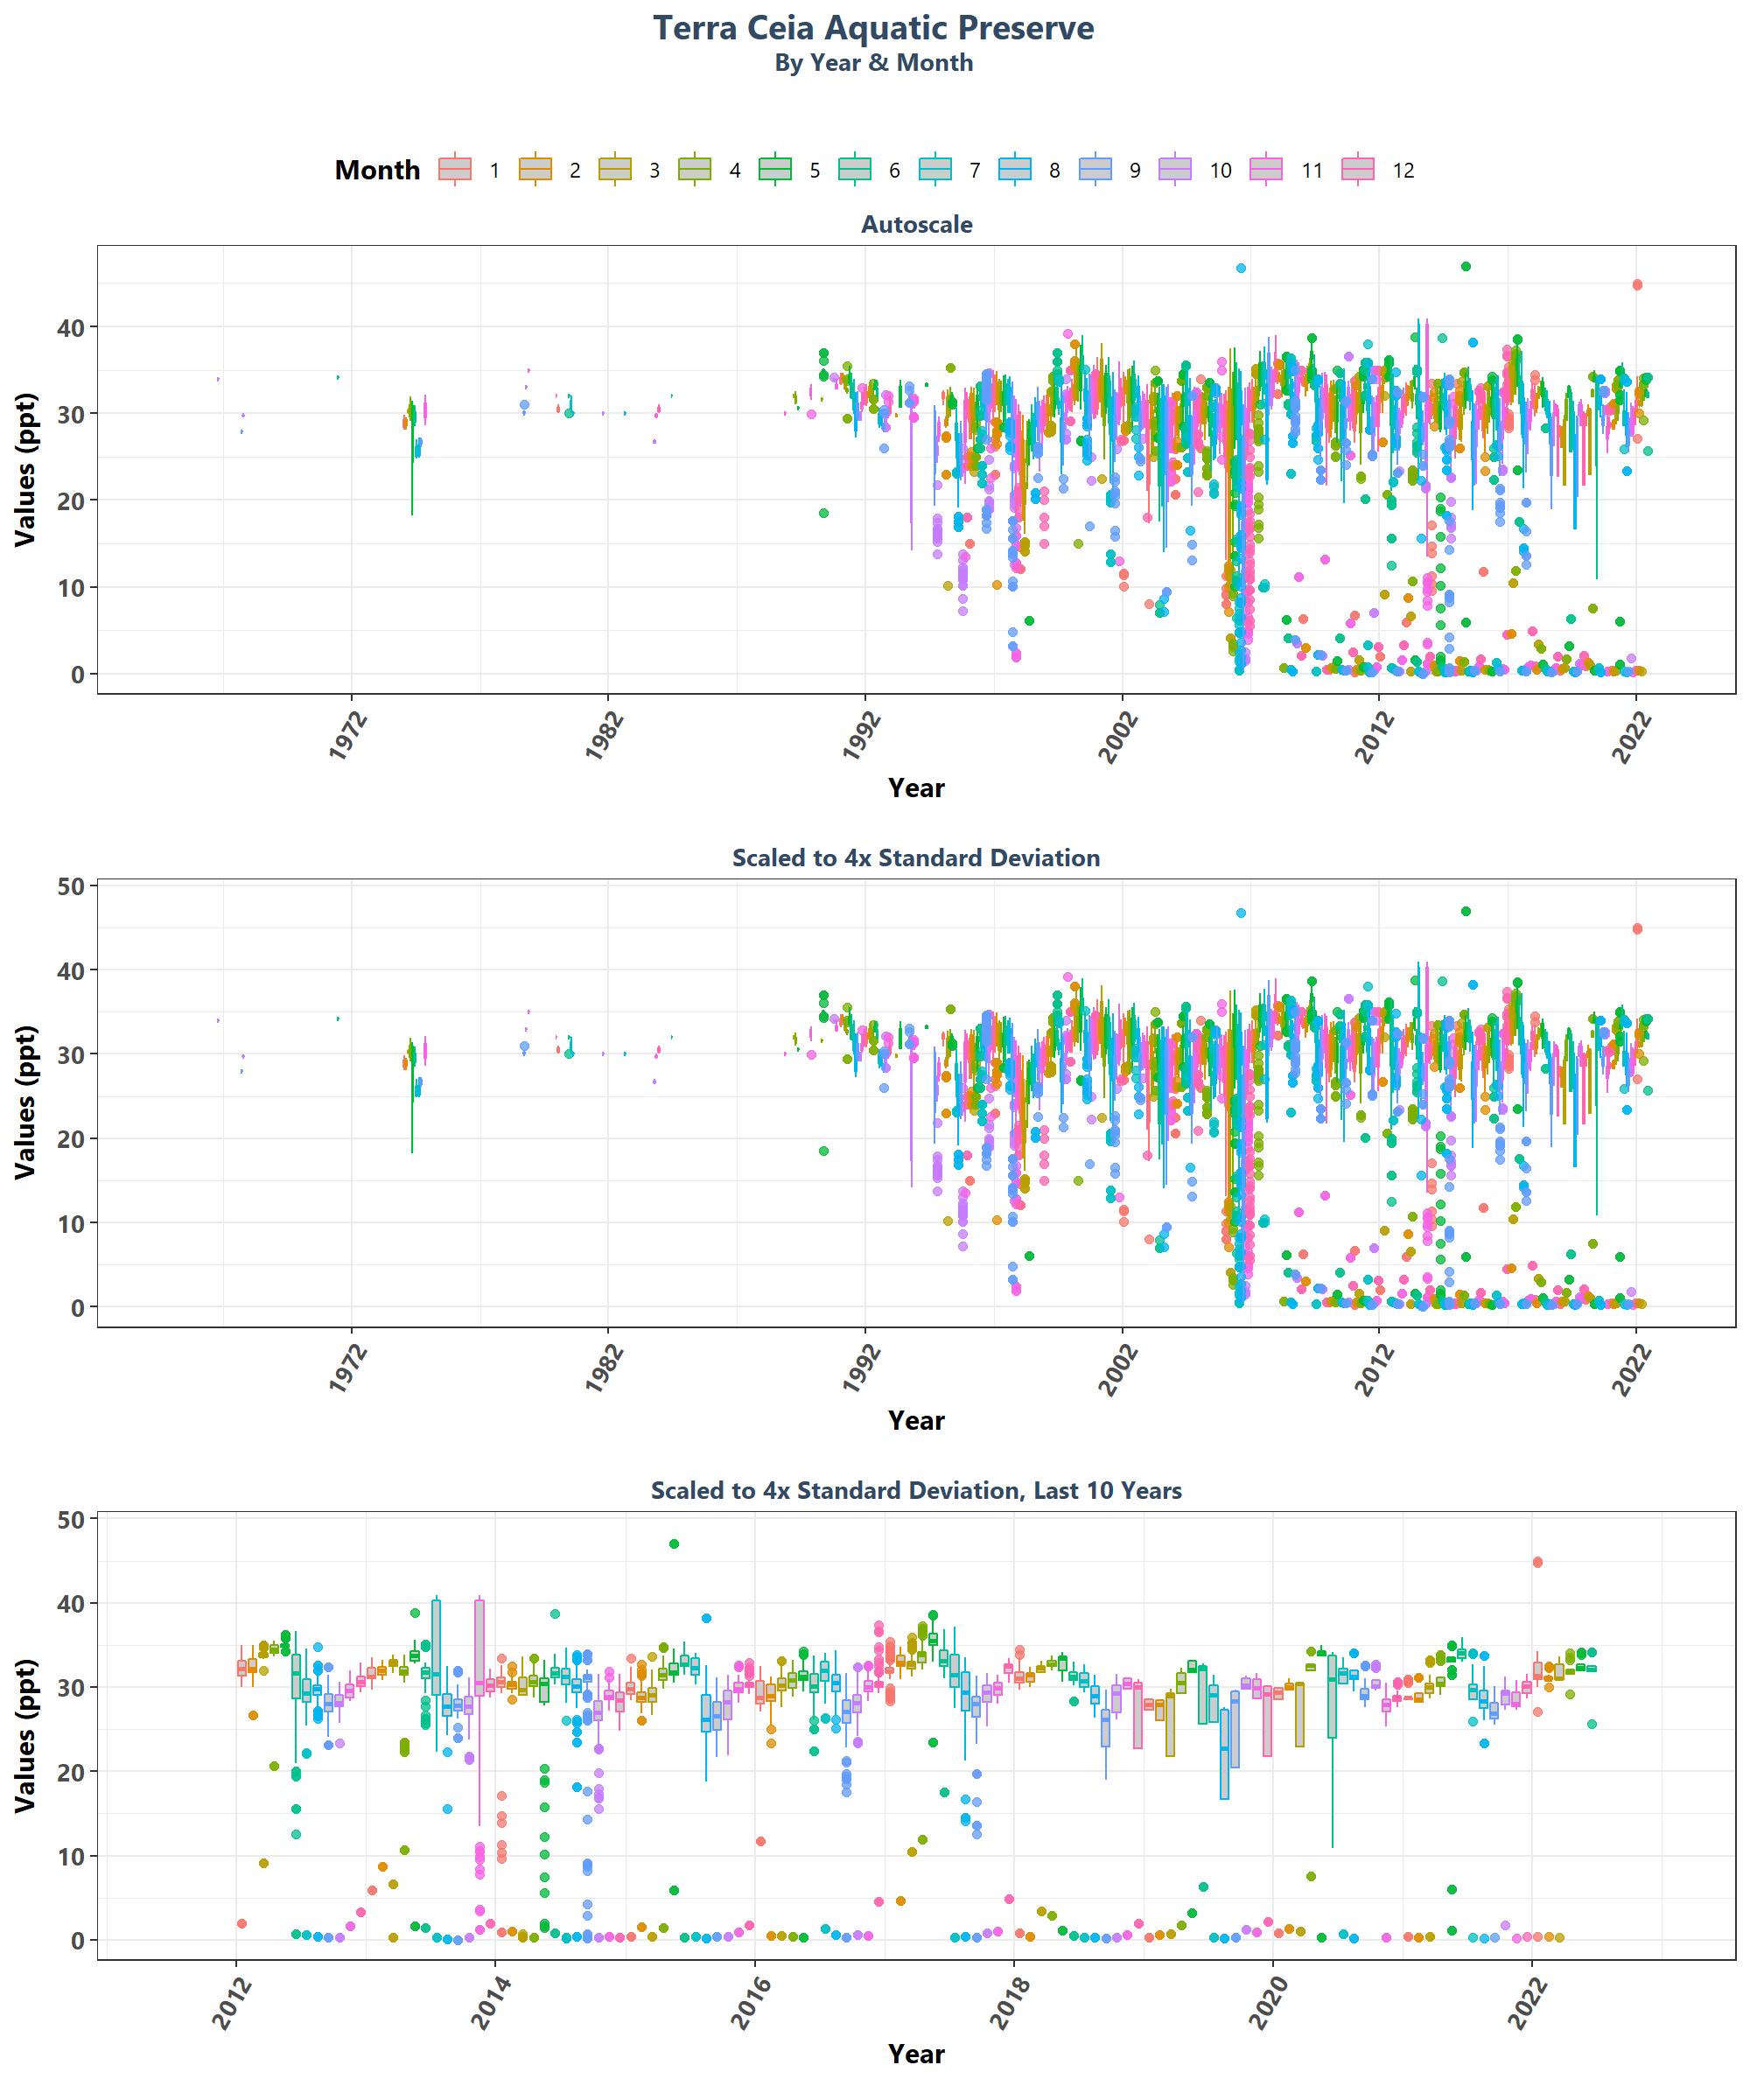 Terra Ceia Aquatic Preserve
By Year & Month
Month 1 2 3 4 5 6 7 8 9 10 11 12
Autoscale
Values (ppt)
40
30
20
10
0
1972 1982 1992 2002 2012 2022
Year
Scaled to 4x Standard Deviation
Values (ppt)
50
40
30
20
10
0
1972 1982 1992 2002 2012 2022
Year
Scaled to 4x Standard Deviation, Last 10 Years
Values (ppt)
50
40
30
20
10
0
2012 2014 2016 2018 2020 2022
Year